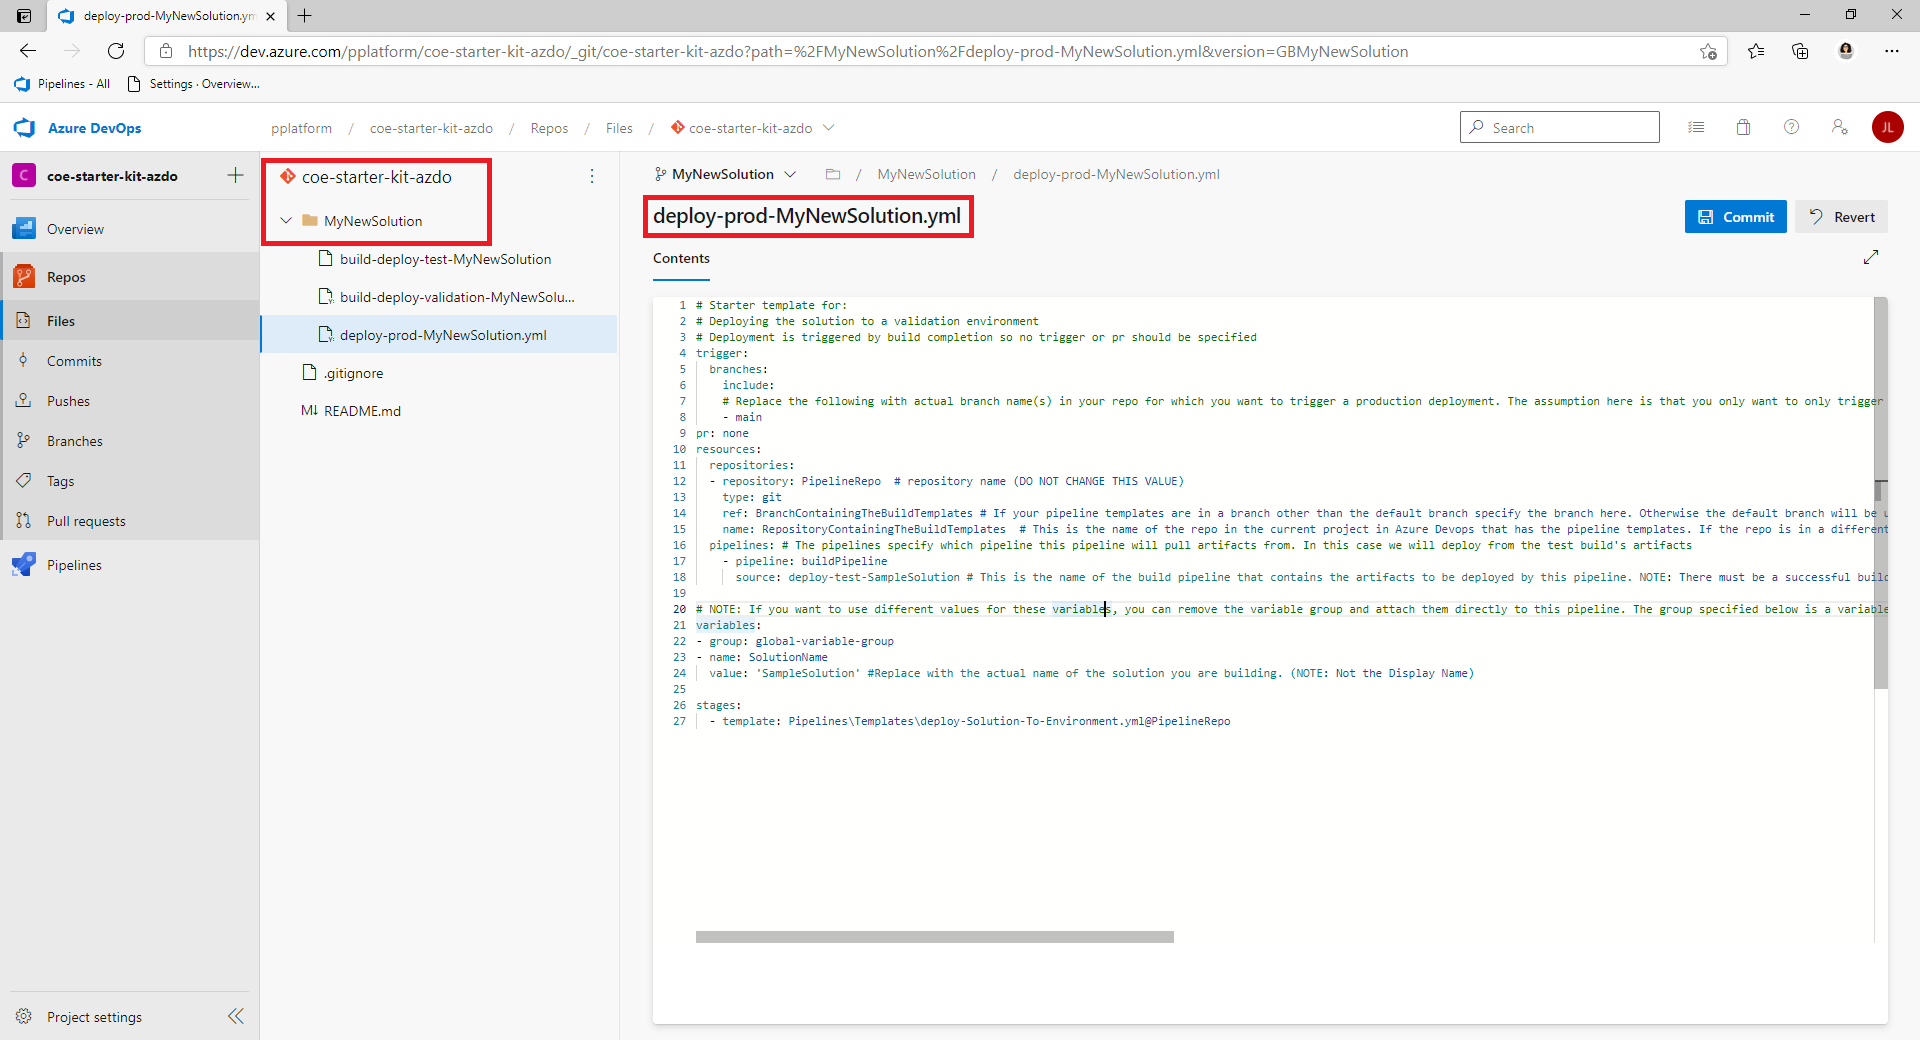 deploy-prod-MyNewSolution.ym
https://dev.azure.com/pplatform/coe-starter-kit-azdo/_git/coe-starter-kit-azdo?path=%2FMyNewSolution%2Fdeploy-prod-MyNewSolution.yml&version=GBMyNewSolution
Pipelines - All
Settings · Overview...
Azure DevOps
pplatform / coe-starter-kit-azdo / Repos / Files / coe-starter-kit-azdo
Search
JL
C
coe-starter-kit-azdo
Overview
Repos
Files
Commits
Pushes
Branches
Tags
Pull requests
Pipelines
Project settings
coe-starter-kit-azdo
MyNewSolution
build-deploy-test-MyNewSolution
build-deploy-validation-MyNewSolu...
deploy-prod-MyNewSolution.yml
.gitignore
M↓ README.md
MyNewSolution / MyNewSolution / deploy-prod-MyNewSolution.yml
deploy-prod-MyNewSolution.yml
Commit
Revert
Contents
1 # Starter template for:
2 # Deploying the solution to a validation environment
3 # Deployment is triggered by build completion so no trigger or pr should be specified
4 trigger:
5 branches:
6 include:
7 # Replace the following with actual branch name(s) in your repo for which you want to trigger a production deployment. The assumption here is that you only want to only trigger
8 - main
9 pr: none
10 resources:
11 repositories:
12 - repository: PipelineRepo # repository name (DO NOT CHANGE THIS VALUE)
13 type: git
14 ref: BranchContainingTheBuildTemplates # If your pipeline templates are in a branch other than the default branch specify the branch here. Otherwise the default branch will be u
15 name: RepositoryContainingTheBuildTemplates # This is the name of the repo in the current project in Azure Devops that has the pipeline templates. If the repo is in a different
16 pipelines: # The pipelines specify which pipeline this pipeline will pull artifacts from. In this case we will deploy from the test build's artifacts
17 - pipeline: buildPipeline
18 source: deploy-test-SampleSolution # This is the name of the build pipeline that contains the artifacts to be deployed by this pipeline. NOTE: There must be a successful buil
19
20 # NOTE: If you want to use different values for these variables, you can remove the variable group and attach them directly to this pipeline. The group specified below is a variable
21 variables:
22 - group: global-variable-group
23 - name: SolutionName
24 value: 'SampleSolution' #Replace with the actual name of the solution you are building. (NOTE: Not the Display Name)
25
26 stages:
27 - template: Pipelines\Templates\deploy-Solution-To-Environment.yml@PipelineRepo